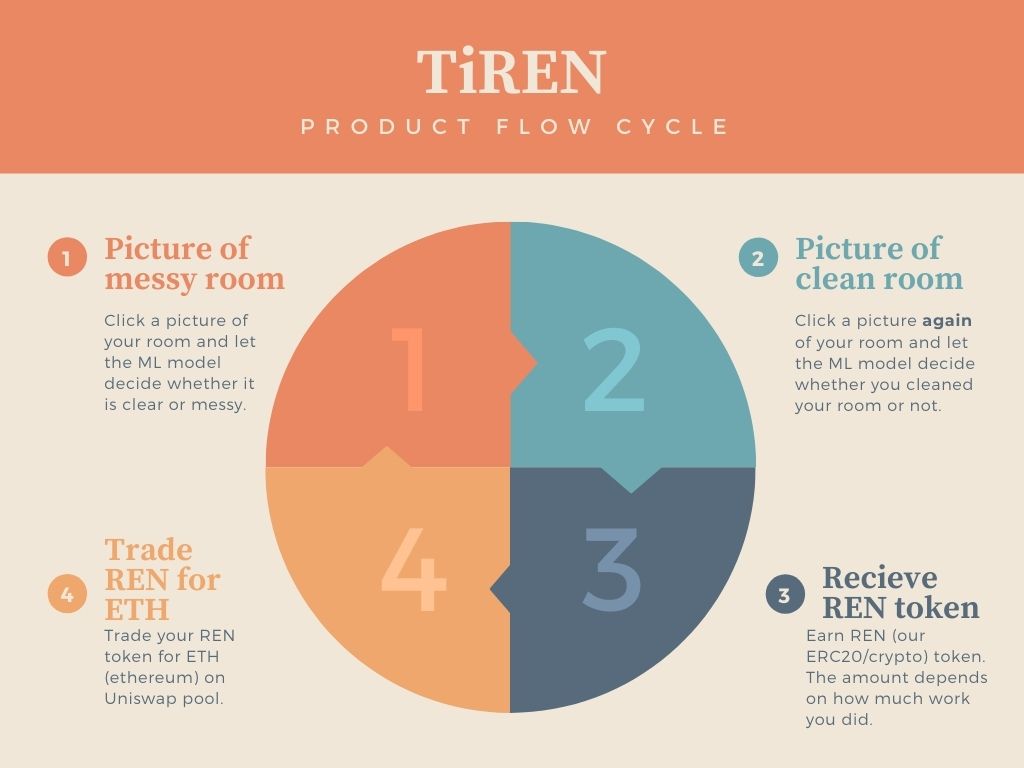 TiREN
PRODUCT FLOW CYCLE
1
Picture of
messy room
Click a picture of
your room and let
the ML model
decide whether it
is clear or messy.
2
Picture of
clean room
Click a picture again
of your room and let
the ML model decide
whether you cleaned
your room or not.
1
2
4
3
4
Trade
REN for
ETH
Trade your REN
token for ETH
(ethereum) on
Uniswap pool.
3
Recieve
REN token
Earn REN (our
ERC20/crypto) token.
The amount depends
on how much work
you did.